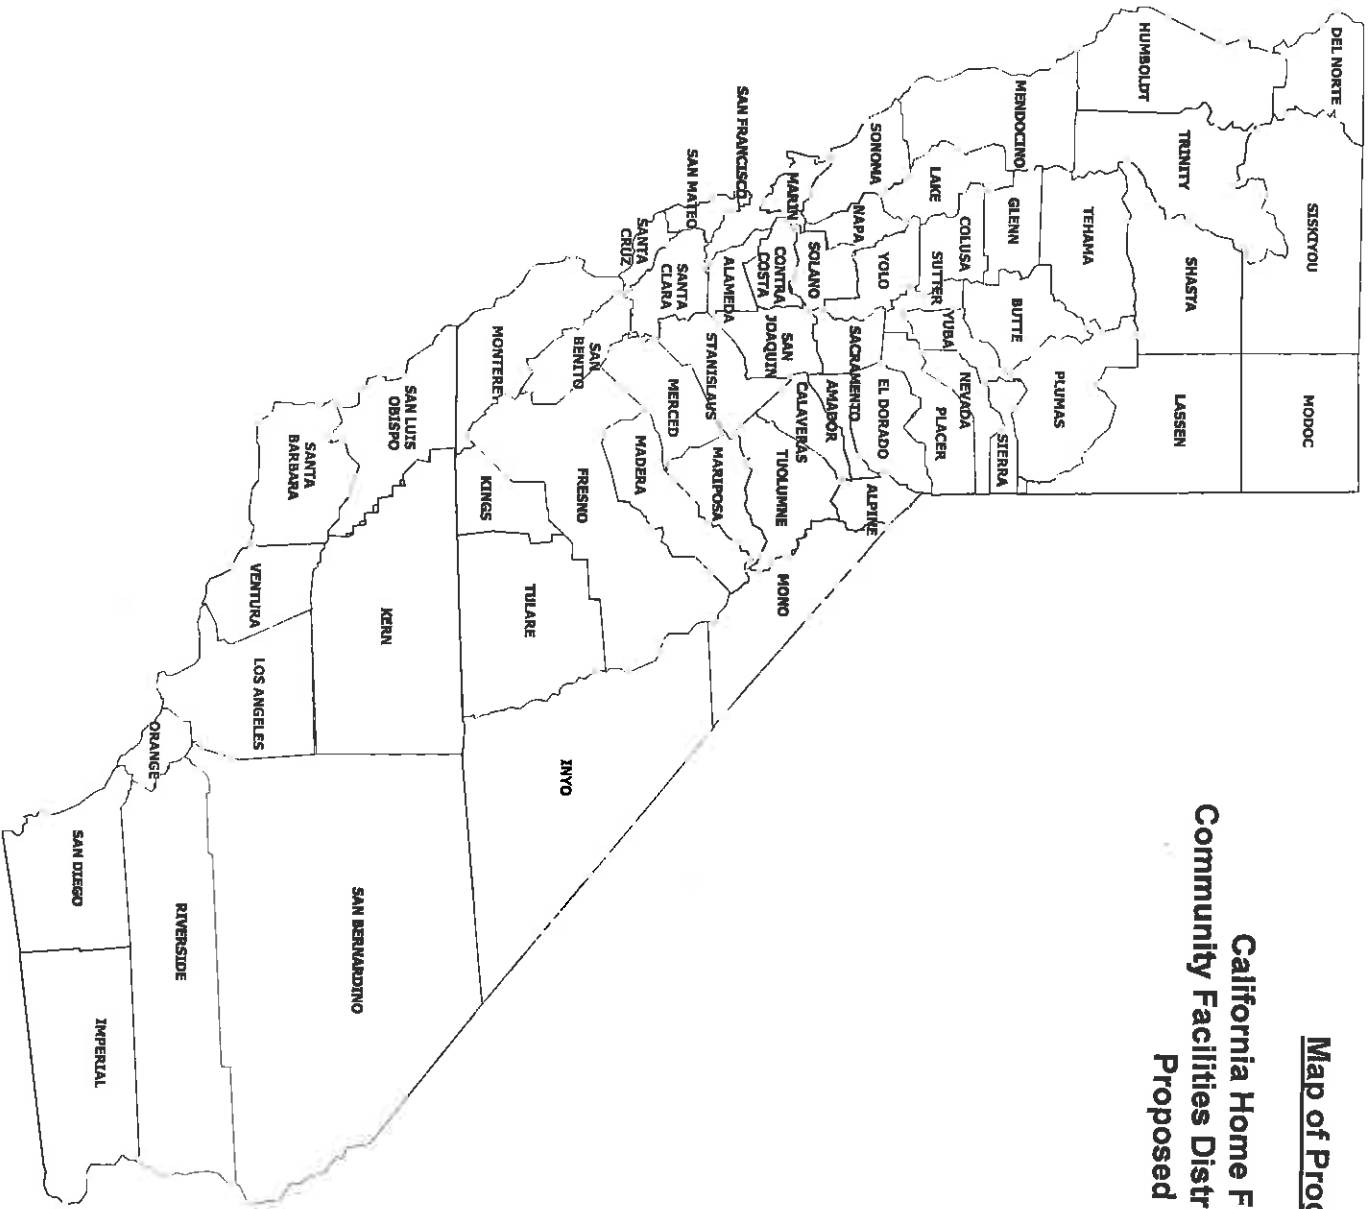 Map of Proc
California Home F
Community Facilities Distr
Proposed
DEL NORTE
SISKIYOU
MODOC
HUMBOLDT
TRINITY
SHASTA
LASSEN
TEHAMA
PLUMAS
MENDOCINO
GLENN
BUTTE
LAKE
COLUSA
SUTTER
YUBA
NEVADA
SIERRA
PLACER
SONOMA
NAPA
YOLO
EL DORADO
SACRAMENTO
AMADOR
ALPINE
MARIN
SOLANO
CONTRA
COSTA
SAN
JOAQUIN
CALAVERAS
TUOLUMNE
MONO
SAN FRANCISCO
ALAMEDA
STANISLAUS
MARIPOSA
SAN MATEO
SANTA
CLARA
MERCED
MADERA
SANTA
CRUZ
SAN
BENITO
FRESNO
INYO
MONTEREY
KINGS
TULARE
SAN LUIS
OBISPO
KERN
SAN BERNARDINO
SANTA
BARBARA
VENTURA
LOS ANGELES
ORANGE
RIVERSIDE
SAN DIEGO
IMPERIAL